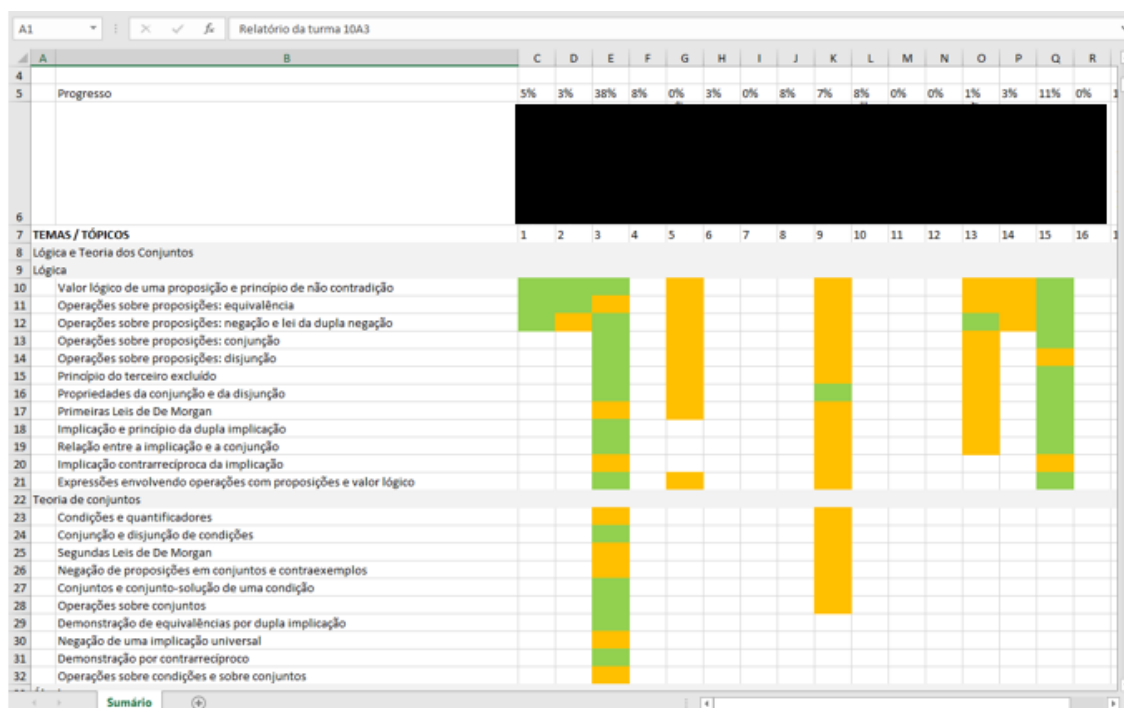 A1 fx Relatório da turma 10A3
A B C D E F G H I J K L M N O P Q R
4
5 Progresso 5% 3% 38% 8% 0% 3% 0% 8% 7% 8% 0% 0% 1% 3% 11% 0% 1
6
7 TEMAS / TÓPICOS 1 2 3 4 5 6 7 8 9 10 11 12 13 14 15 16 1
8 Lógica e Teoria dos Conjuntos
9 Lógica
10 Valor lógico de uma proposição e princípio de não contradição
11 Operações sobre proposições: equivalência
12 Operações sobre proposições: negação e lei da dupla negação
13 Operações sobre proposições: conjunção
14 Operações sobre proposições: disjunção
15 Princípio do terceiro excluído
16 Propriedades da conjunção e da disjunção
17 Primeiras Leis de De Morgan
18 Implicação e princípio da dupla implicação
19 Relação entre a implicação e a conjunção
20 Implicação contrarrecíproca da implicação
21 Expressões envolvendo operações com proposições e valor lógico
22 Teoria de conjuntos
23 Condições e quantificadores
24 Conjunção e disjunção de condições
25 Segundas Leis de De Morgan
26 Negação de proposições em conjuntos e contraexemplos
27 Conjuntos e conjunto-solução de uma condição
28 Operações sobre conjuntos
29 Demonstração de equivalências por dupla implicação
30 Negação de uma implicação universal
31 Demonstração por contrarrecíproco
32 Operações sobre condições e sobre conjuntos
Sumário